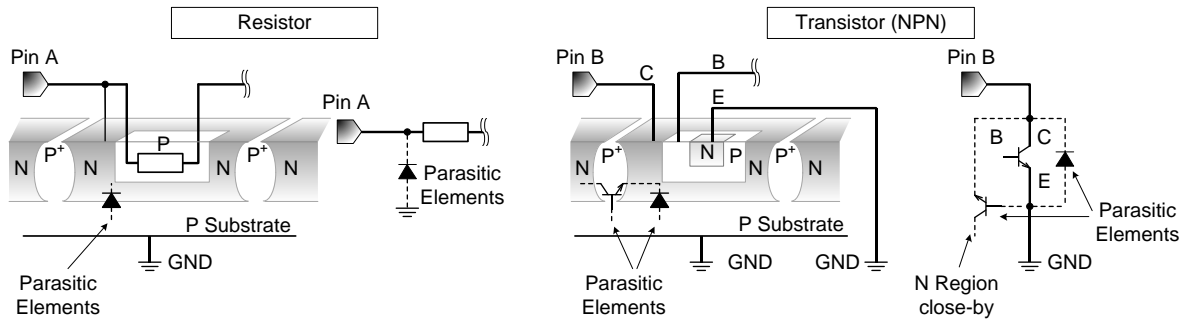 Resistor
Transistor (NPN)
Pin A
Pin B
Pin B
C
B
E
Pin A
N
P+
N
P
N
P+
N
Parasitic
Elements
P Substrate
GND
Parasitic
Elements
N
P+
N
N
P
N
P+
N
P Substrate
GND
GND
Parasitic
Elements
B
C
E
Parasitic
Elements
GND
N Region
close-by